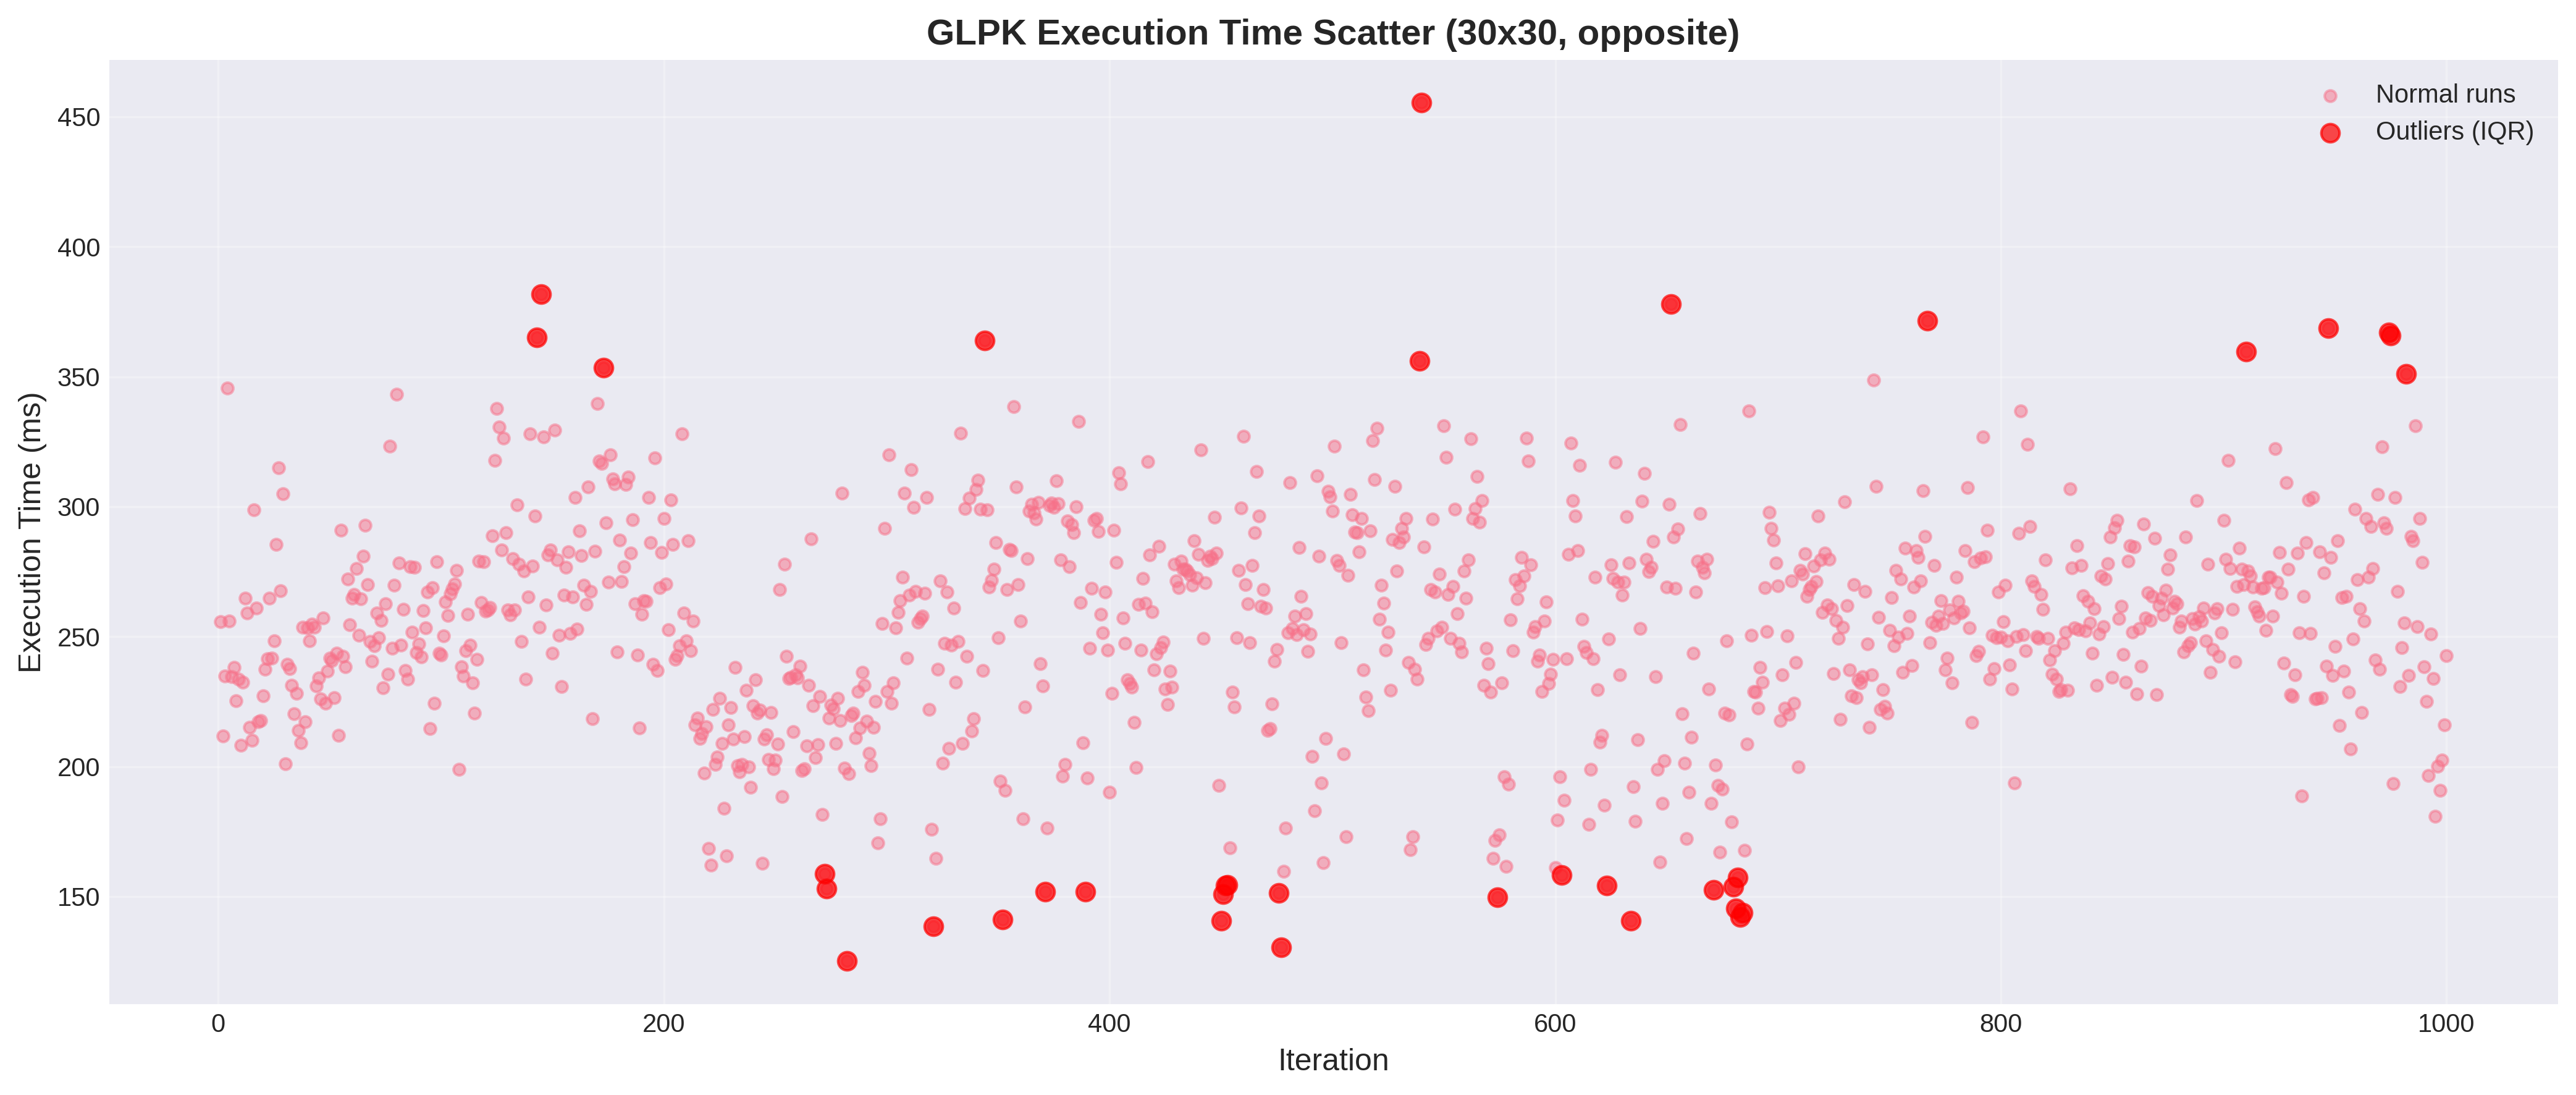 GLPK Execution Time Scatter (30x30, opposite)
Normal runs
Outliers (IQR)
Execution Time (ms)
450
400
350
300
250
200
150
0
200
400
600
800
1000
Iteration